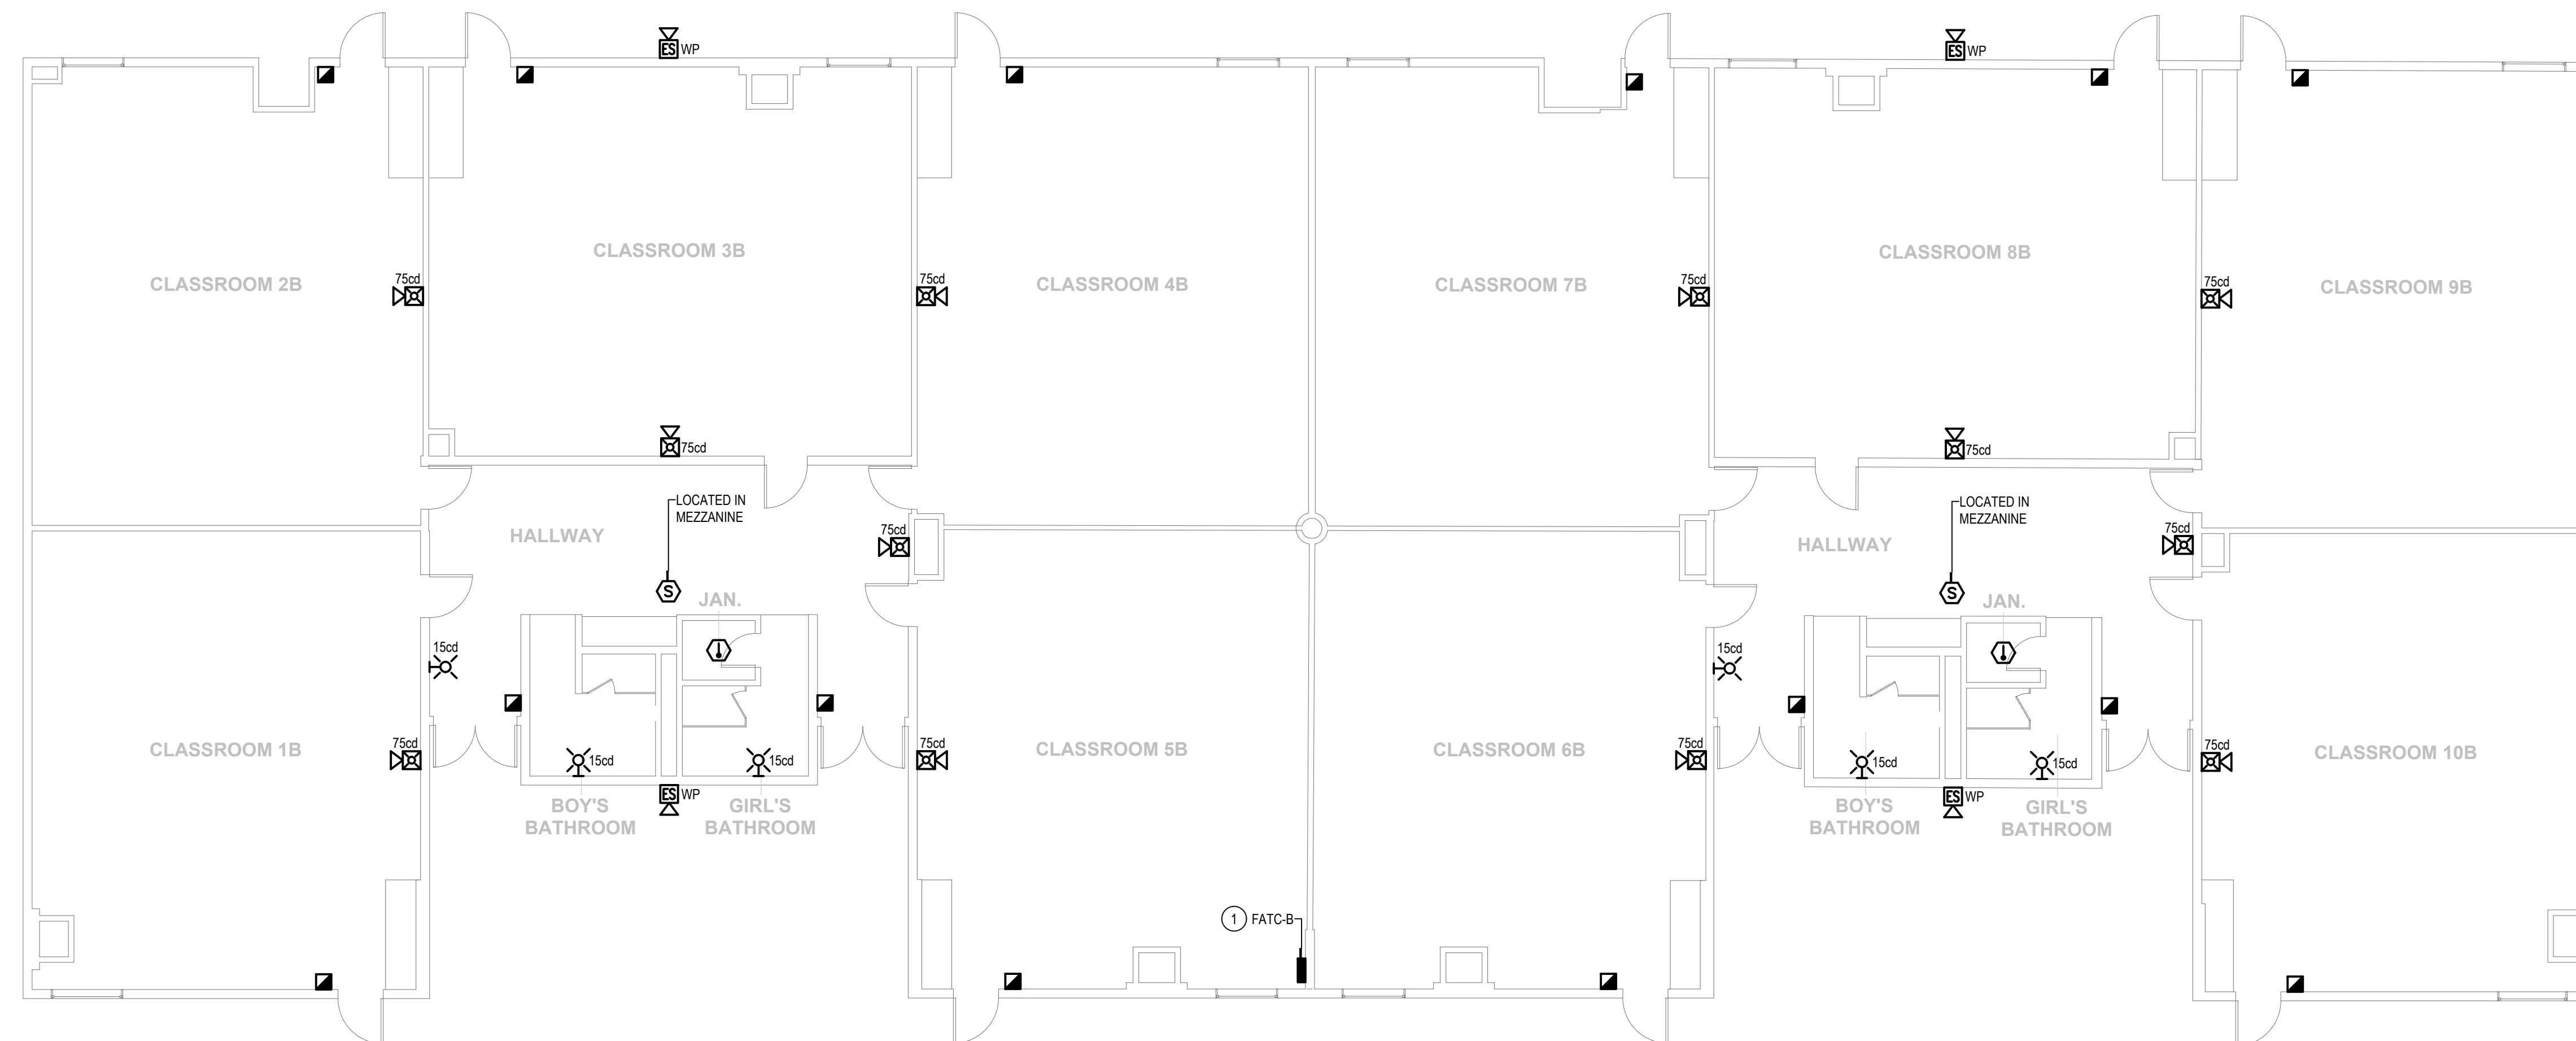 ES WP
ES WP
CLASSROOM 3B
CLASSROOM 8B
CLASSROOM 2B
75cd
75cd
CLASSROOM 4B
CLASSROOM 7B
75cd
75cd
CLASSROOM 9B
75cd
75cd
LOCATED IN
MEZZANINE
LOCATED IN
MEZZANINE
HALLWAY
75cd
HALLWAY
75cd
S
JAN.
S
JAN.
15cd
15cd
CLASSROOM 1B
75cd
15cd
15cd
75cd
CLASSROOM 5B
CLASSROOM 6B
75cd
15cd
15cd
75cd
CLASSROOM 10B
BOY'S
BATHROOM
ES WP
GIRL'S
BATHROOM
BOY'S
BATHROOM
ES WP
GIRL'S
BATHROOM
1 FATC-B